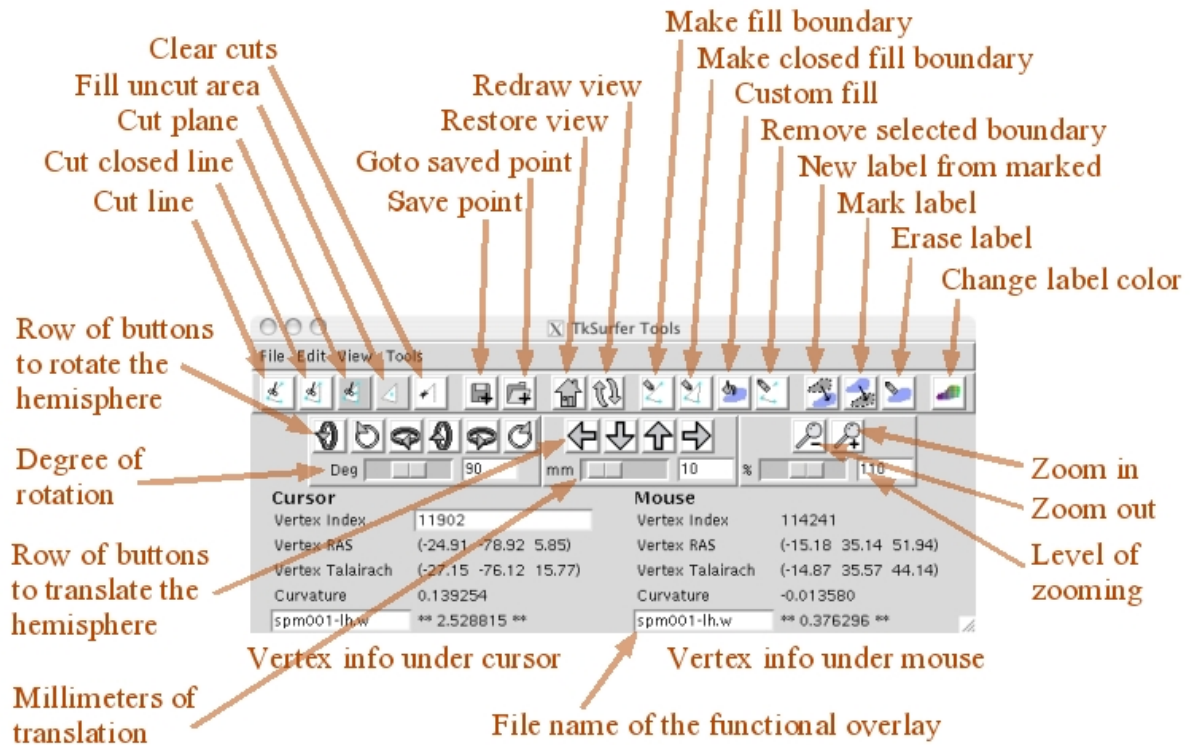 Make fill boundary
Clear cuts
Make closed fill boundary
Fill uncut area
Redraw view
Custom fill
Cut plane
Restore view
Remove selected boundary
Cut closed line
Goto saved point
New label from marked
Cut line
Save point
Mark label
Erase label
Change label color
Row of buttons
to rotate the
hemisphere
X TkSurfer Tools
File Edit View Tools
Degree of
rotation
Deg 90
mm 10
% 110
Zoom in
Zoom out
Level of
zooming
Cursor
Vertex Index 11902
Vertex RAS (-24.91 -78.92 5.85)
Vertex Talairach (-27.15 -76.12 15.77)
Curvature 0.139254
spm001-lh.w ** 2.528815 **
Mouse
Vertex Index 114241
Vertex RAS (-15.18 35.14 51.94)
Vertex Talairach (-14.87 35.57 44.14)
Curvature -0.013580
spm001-lh.w ** 0.376296 **
Row of buttons
to translate the
hemisphere
Vertex info under cursor
Vertex info under mouse
Millimeters of
translation
File name of the functional overlay